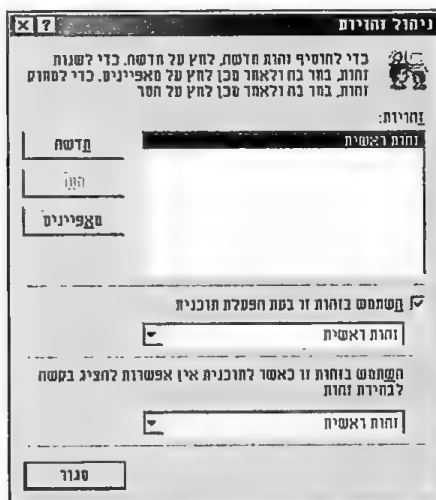 ניהול זהויות
כדי להוסיף זהות חדשה, לחץ על חדשה. כדי לשנות
זהות, בחר בה ולאחר מכן לחץ על מאפיינים. כדי למחוק
זהות, בחר בה ולאחר מכן לחץ על הסר
זהויות:
זהות ראשית
חדשה
הסר
מאפיינים
השתמש בזהות זו בעת הפעלת תוכנית
זהות ראשית
השתמש בזהות זו כאשר לתוכנית אין אפשרות להציג בקשה
לבחירת זהות
זהות ראשית
סגור